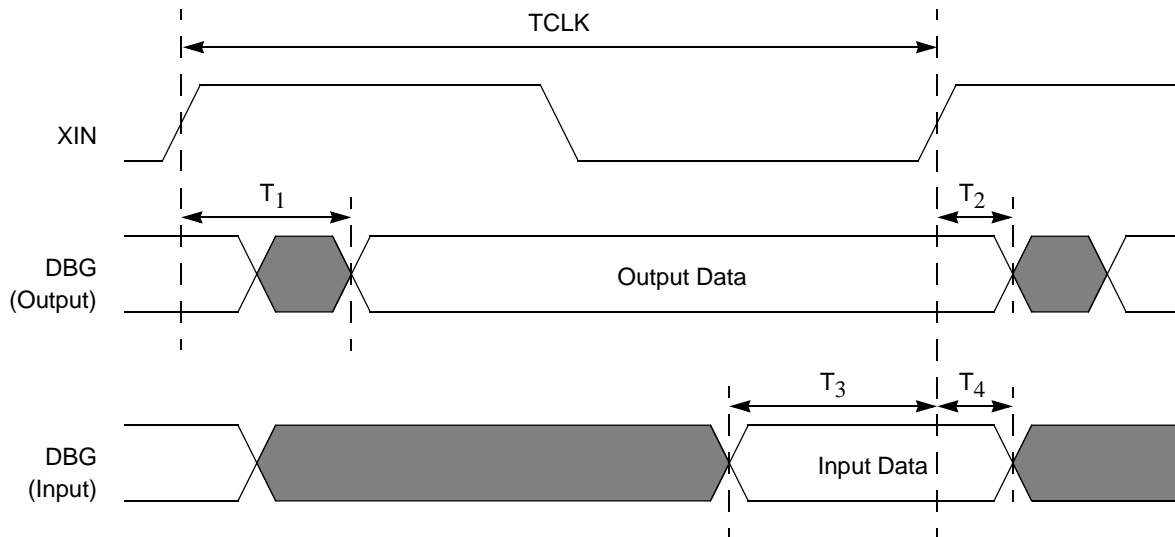 TCLK
XIN
T1
T2
DBG
(Output)
Output Data
T3
T4
DBG
(Input)
Input Data